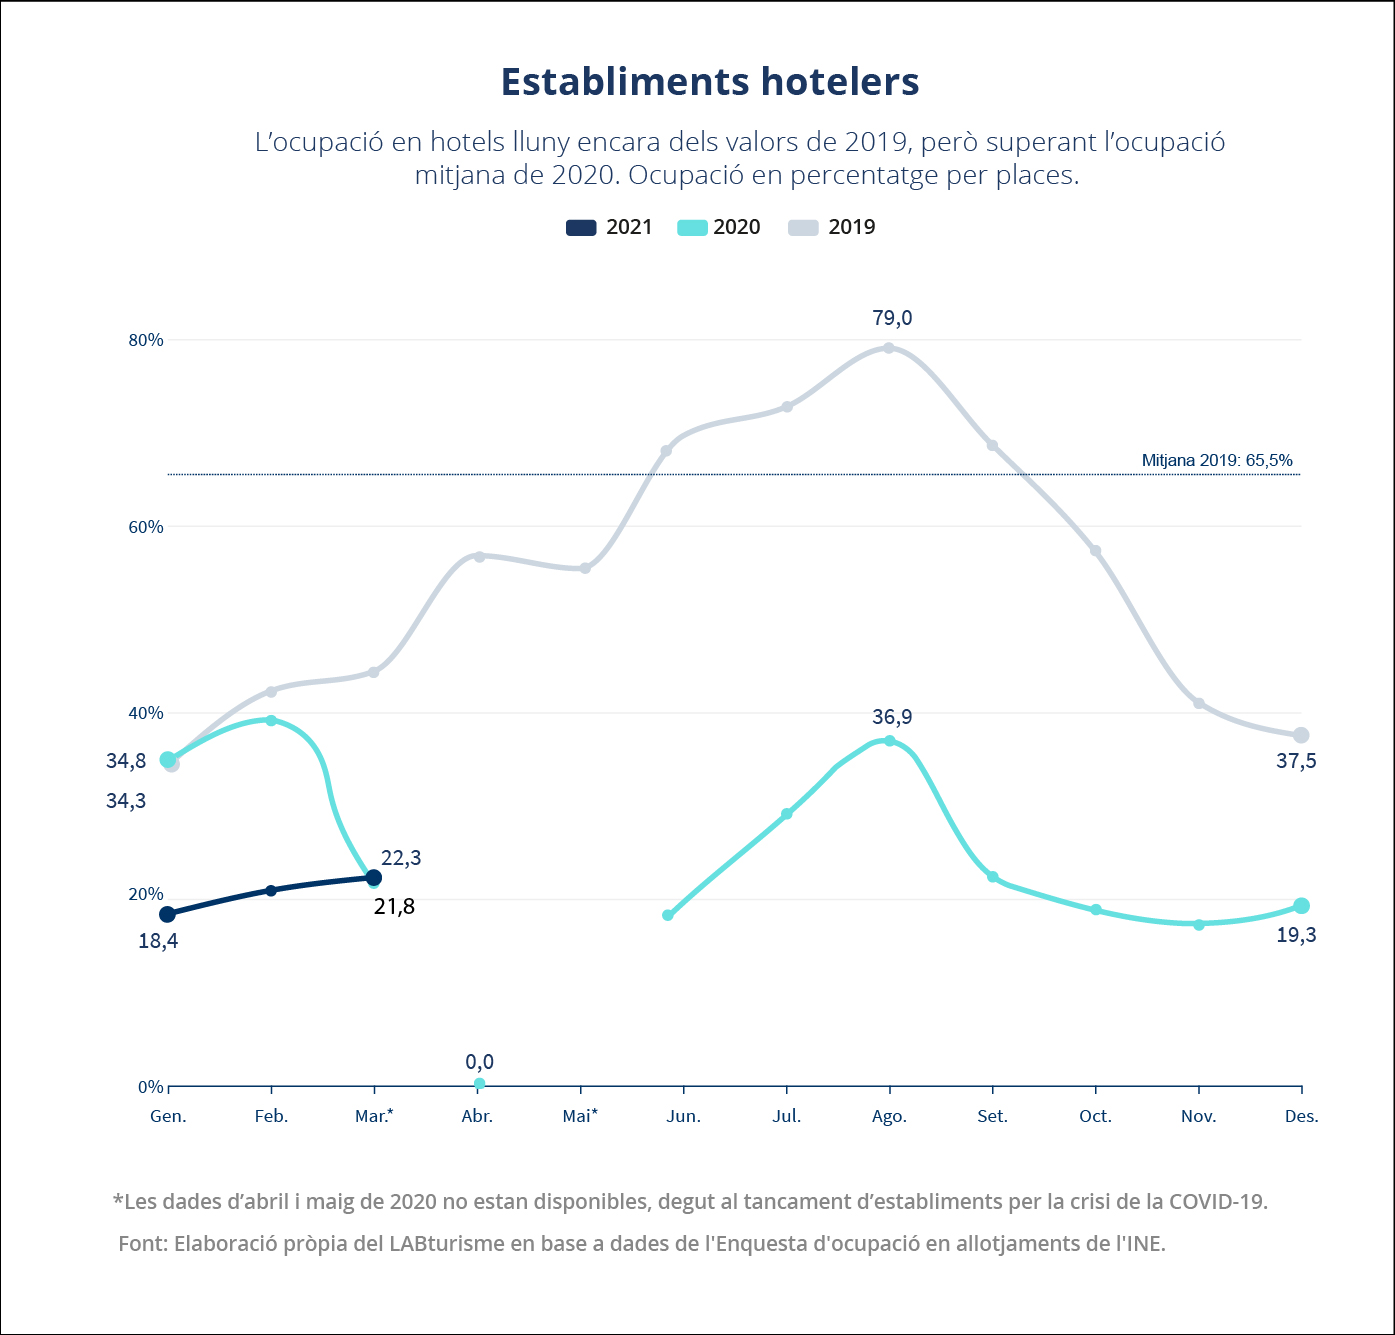 Establiments hotelers
L’ocupació en hotels lluny encara dels valors de 2019, però superant l’ocupació
mitjana de 2020. Ocupació en percentatge per places.
2021 2020 2019
79,0
80%
Mitjana 2019: 65,5%
60%
40%
36,9
34,8
37,5
34,3
22,3
20%
21,8
18,4
19,3
0,0
0%
Gen. Feb. Mar.* Abr. Mai* Jun. Jul. Ago. Set. Oct. Nov. Des.
*Les dades d’abril i maig de 2020 no estan disponibles, degut al tancament d’establiments per la crisi de la COVID-19.
Font: Elaboració pròpia del LABturisme en base a dades de l'Enquesta d'ocupació en allotjaments de l'INE.